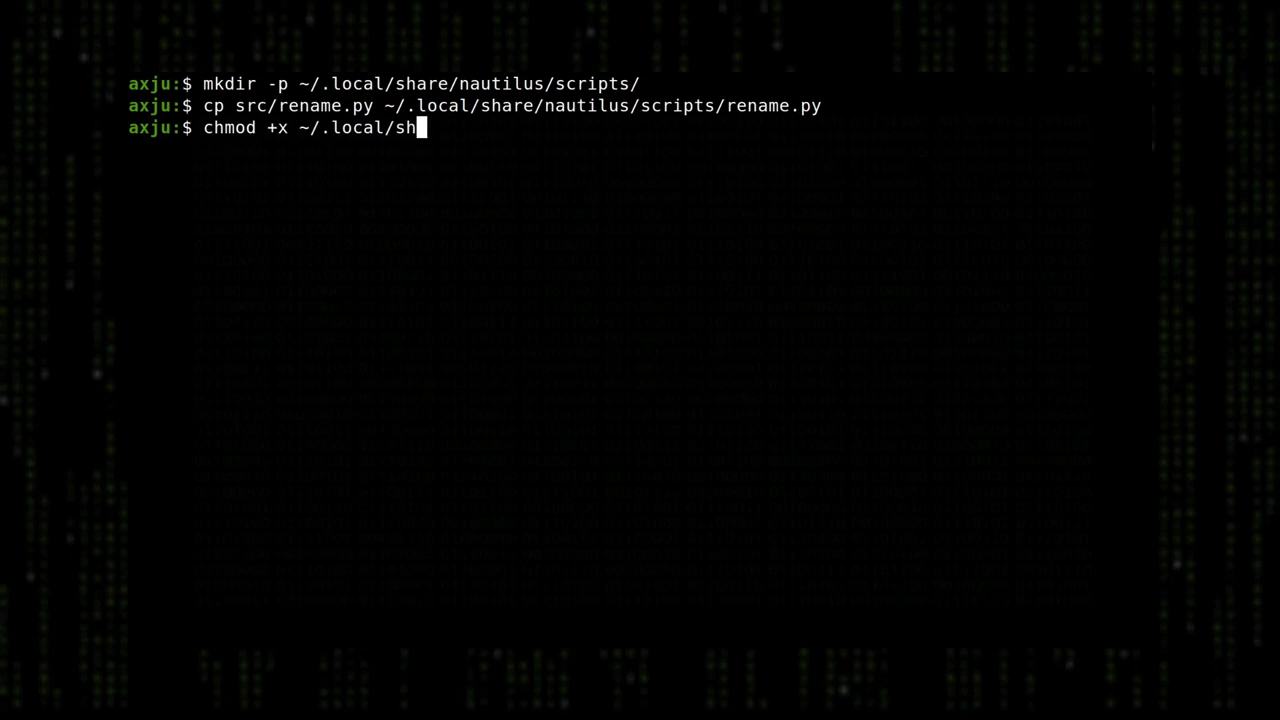 axju:$ mkdir -p ~/.local/share/nautilus/scripts/
axju:$ cp src/rename.py ~/.local/share/nautilus/scripts/rename.py
axju:$ chmod +x ~/.local/sh